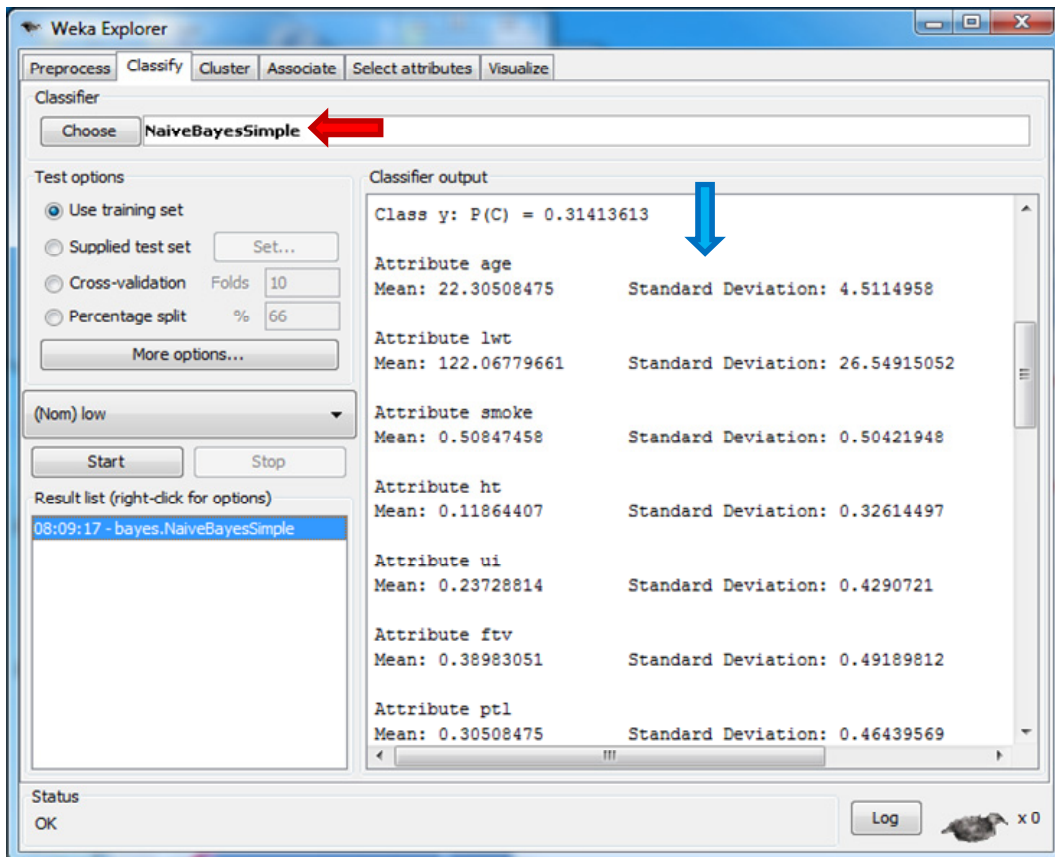 Weka Explorer
Preprocess Classify Cluster Associate Select attributes Visualize
Classifier
Choose NaiveBayesSimple
Test options
Use training set
Supplied test set Set...
Cross-validation Folds 10
Percentage split % 66
More options...
(Nom) low
Start Stop
Result list (right-click for options)
08:09:17 - bayes.NaiveBayesSimple
Classifier output
Class y: P(C) = 0.31413613
Attribute age
Mean: 22.30508475 Standard Deviation: 4.5114958
Attribute lwt
Mean: 122.06779661 Standard Deviation: 26.54915052
Attribute smoke
Mean: 0.50847458 Standard Deviation: 0.50421948
Attribute ht
Mean: 0.11864407 Standard Deviation: 0.32614497
Attribute ui
Mean: 0.23728814 Standard Deviation: 0.4290721
Attribute ftv
Mean: 0.38983051 Standard Deviation: 0.49189812
Attribute ptl
Mean: 0.30508475 Standard Deviation: 0.46439569
Status
OK
Log x 0